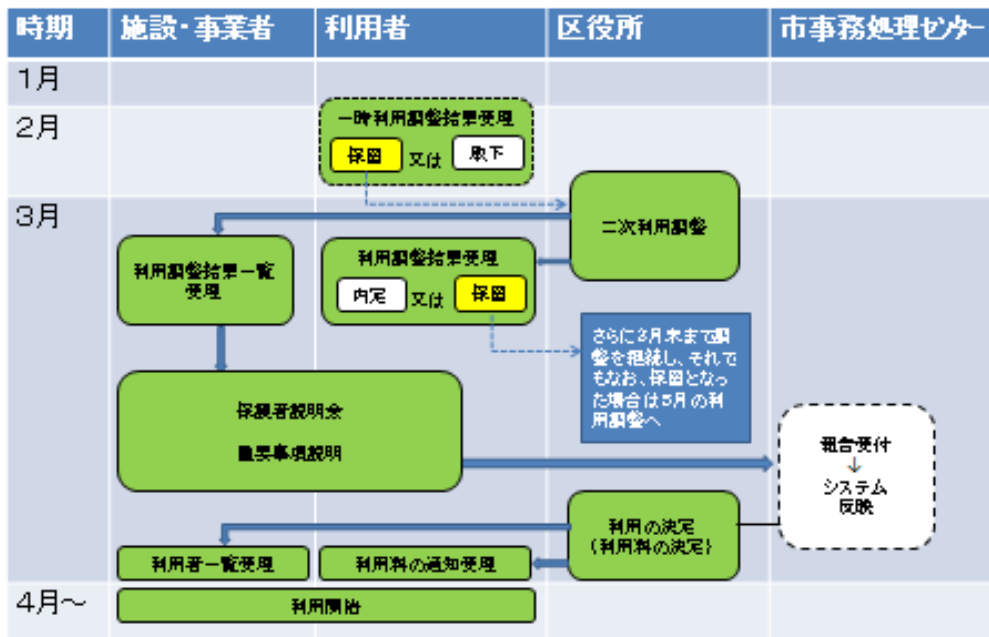 時期 施設・事業者 利用者 区役所 市事務処理センター
1月
2月
一時利用調整結果受理
保留 又は 取下
3月
二次利用調整
利用調整結果一覧
受理
利用調整結果受理
内定 又は 保留
さらに3月末まで調
整を継続し、それで
もなお、保留となっ
た場合は5月の利
用調整へ
保護者説明会
重要事項説明
↓
システム
反映
利用の決定
(利用料の決定)
利用者一覧受理
利用料の通知受理
4月～
利用開始